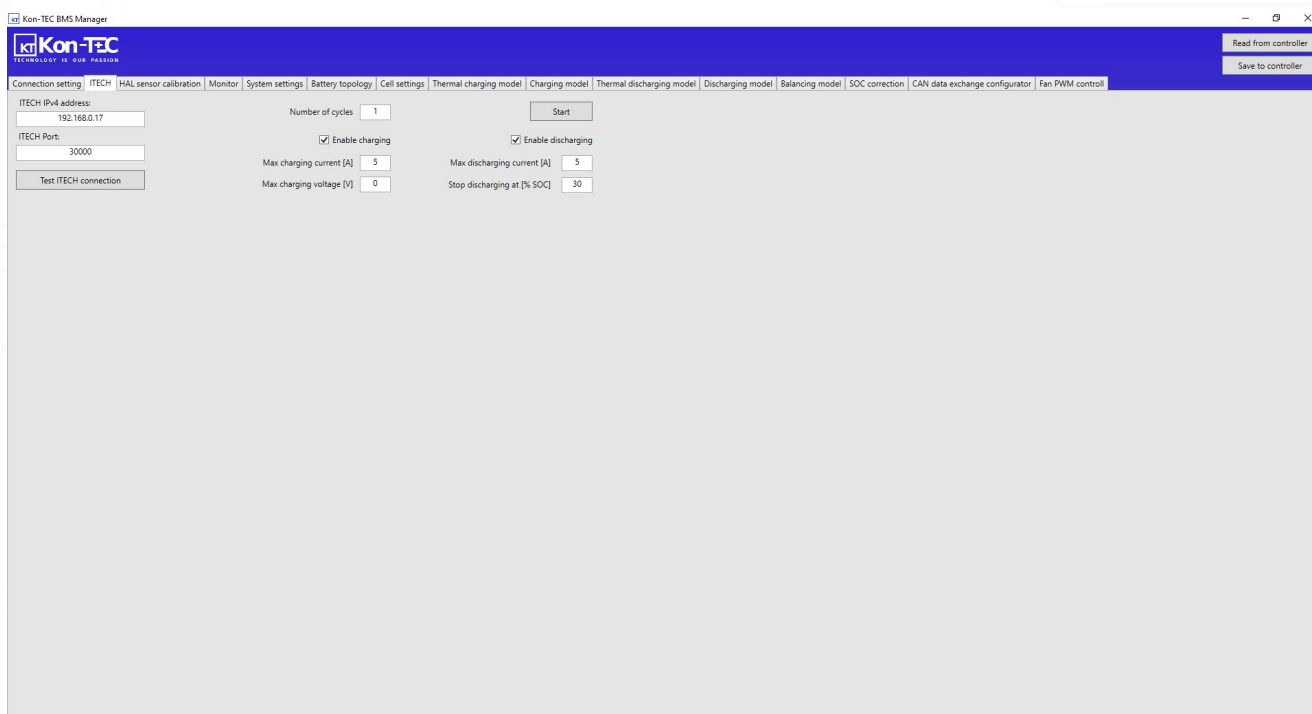 KT Kon-TEC BMS Manager
KT Kon-TEC
TECHNOLOGY IS OUR PASSION
Read from controller
Save to controller
Connection setting ITECH HAL sensor calibration Monitor System settings Battery topology Cell settings Thermal charging model Charging model Thermal discharging model Discharging model Balancing model SOC correction CAN data exchange configurator Fan PWM controll
ITECH IPv4 address:
192.168.0.17
ITECH Port:
30000
Test ITECH connection
Number of cycles 1
Start
Enable charging
Enable discharging
Max charging current [A] 5
Max discharging current [A] 5
Max charging voltage [V] 0
Stop discharging at [% SOC] 30